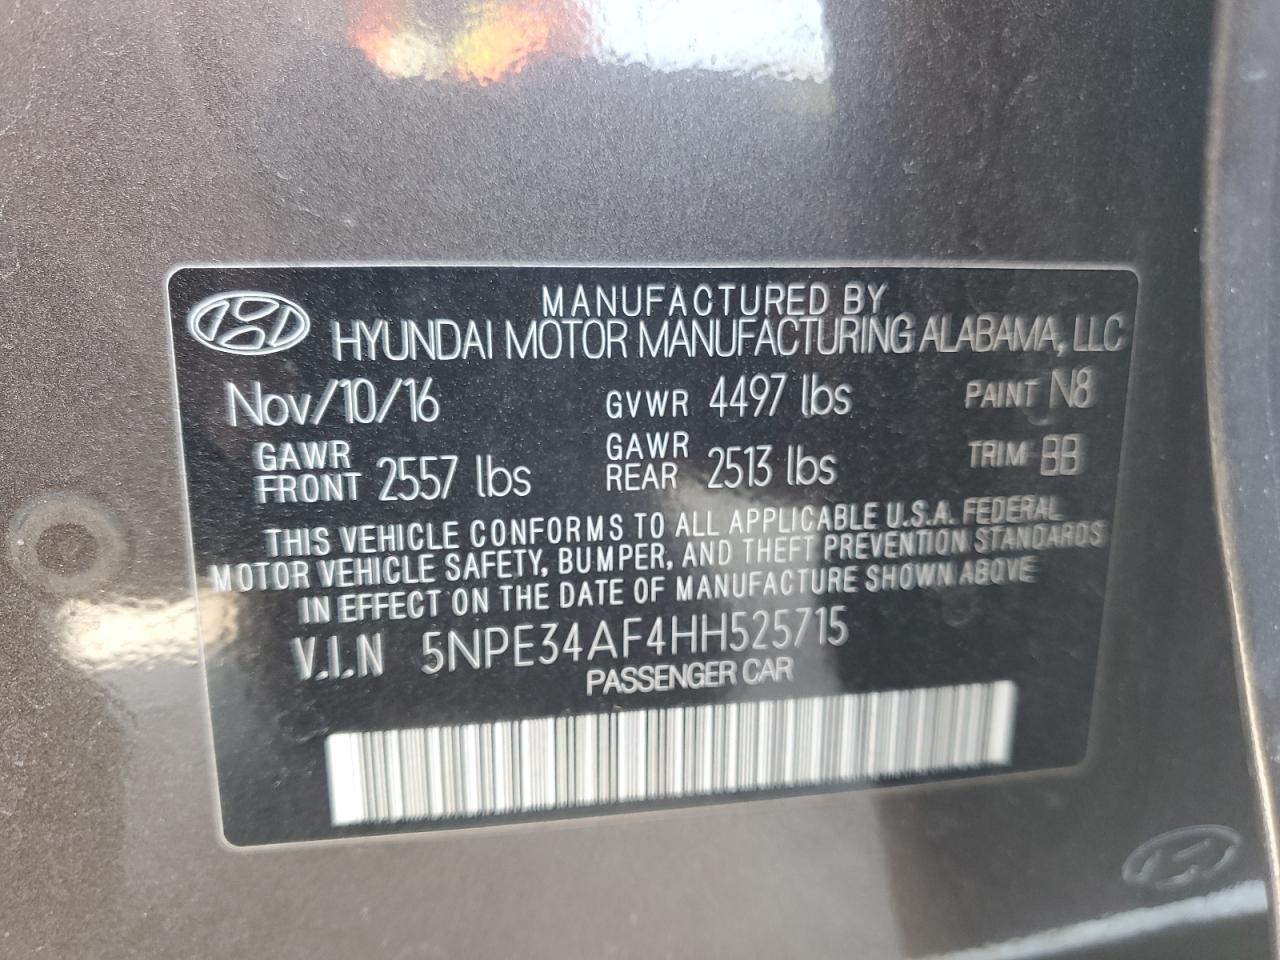 MANUFACTURED BY
HYUNDAI MOTOR MANUFACTURING ALABAMA, LLC
Nov/10/16 GVWR 4497 lbs PAINT N8
GAWR FRONT 2557 lbs GAWR REAR 2513 lbs TRIM BB
THIS VEHICLE CONFORMS TO ALL APPLICABLE U.S.A. FEDERAL
MOTOR VEHICLE SAFETY, BUMPER, AND THEFT PREVENTION STANDARDS
IN EFFECT ON THE DATE OF MANUFACTURE SHOWN ABOVE
V.I.N 5NPE34AF4HH525715
PASSENGER CAR